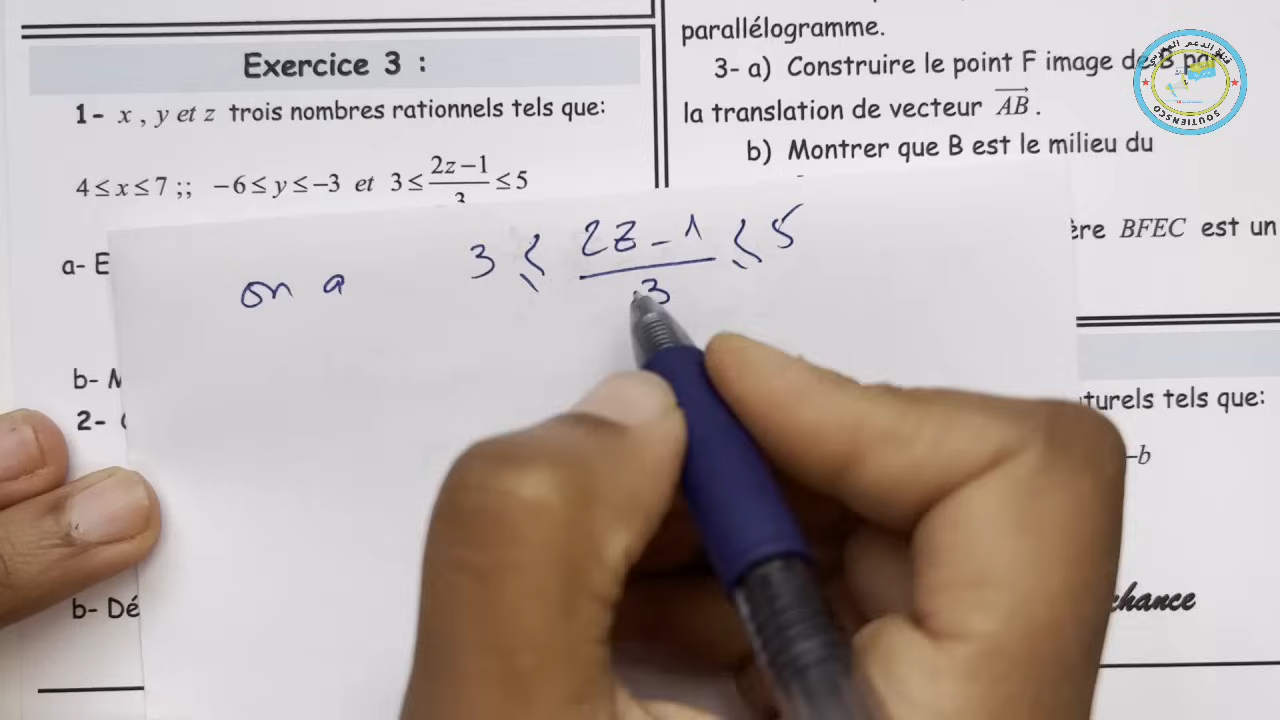 Exercice 3 :
1- x , y et z trois nombres rationnels tels que:
4 ≤ x ≤ 7 ;; −6 ≤ y ≤ −3 et 3 ≤ (2z − 1)/3 ≤ 5
a- E
b- M
2-
b- Dé
on a 3 ≤ (2z − 1)/3 ≤ 5
parallélogramme.
3- a) Construire le point F image de B par
la translation de vecteur AB⃗ .
b) Montrer que B est le milieu du
ère BFEC est un
turels tels que:
−b
chance
SOUTIENSCO